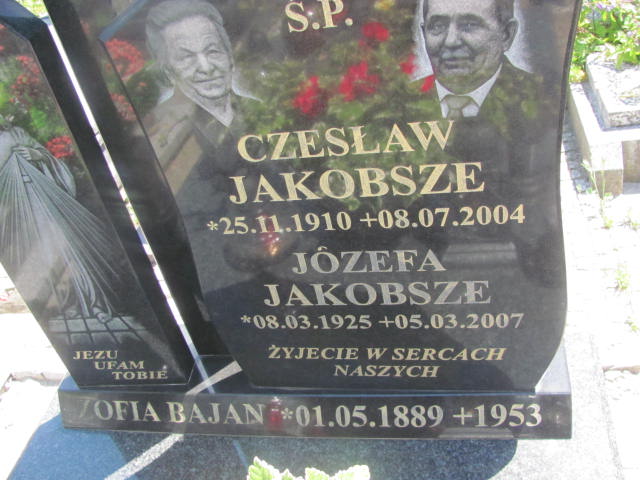 Ś.P.
CZESŁAW
JAKOBSZE
*25.11.1910 +08.07.2004
JÓZEFA
JAKOBSZE
*08.03.1925 +05.03.2007
ŻYJECIE W SERCACH
NASZYCH
JEZU
UFAM
TOBIE
ZOFIA BAJAN *01.05.1889 +1953